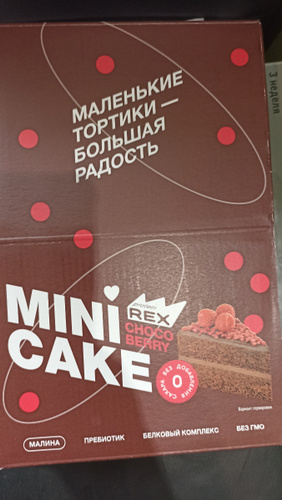 МАЛЕНЬКИЕ
ТОРТИКИ —
БОЛЬШАЯ
РАДОСТЬ
3 неделя
MINI
CAKE
PROTEIN
REX
CHOCO
BERRY
БЕЗ ДОБАВЛЕНИЯ САХАРА
0
Вариант сервировки
МАЛИНА
ПРЕБИОТИК
БЕЛКОВЫЙ КОМПЛЕКС
БЕЗ ГМО